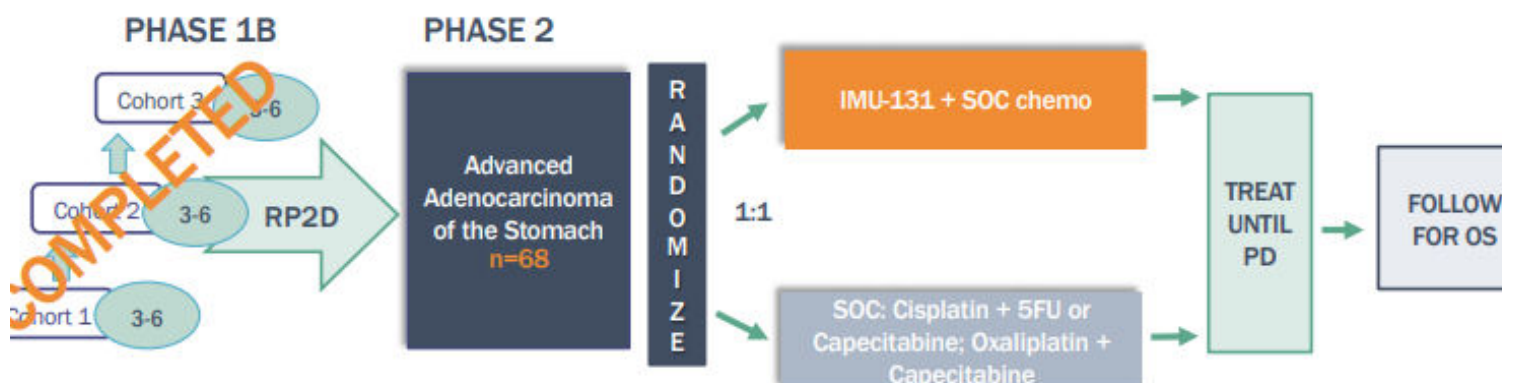 PHASE 1B
PHASE 2
COMPLETED
Cohort 3
3-6
Cohort 2
3-6
Cohort 1
3-6
RP2D
Advanced
Adenocarcinoma
of the Stomach
n=68
RANDOMIZE
1:1
IMU-131 + SOC chemo
SOC: Cisplatin + 5FU or
Capecitabine; Oxaliplatin +
Capecitabine
TREAT
UNTIL
PD
FOLLOW
FOR OS